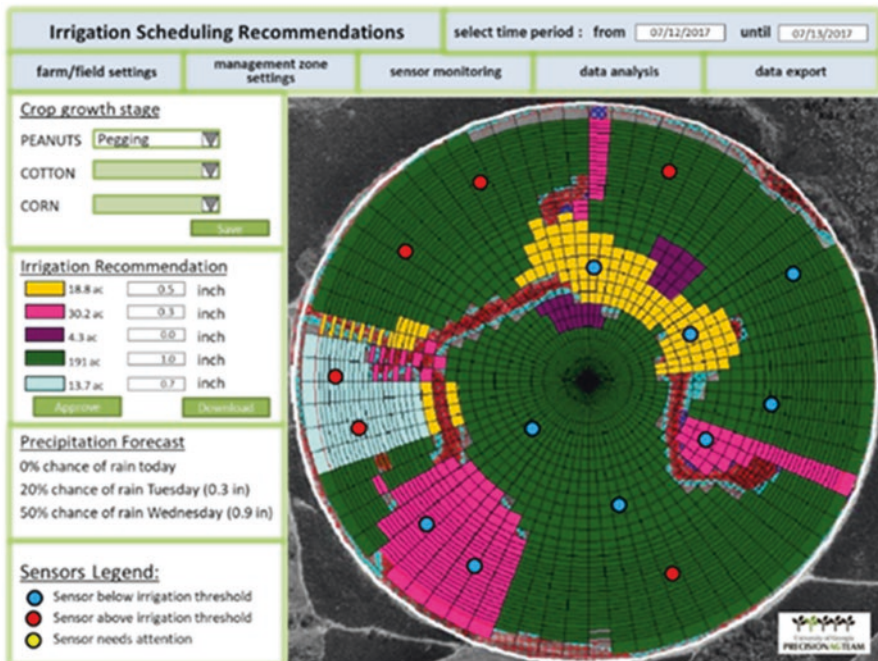 Irrigation Scheduling Recommendations
select time period : from 07/12/2017 until 07/13/2017
farm/field settings
management zone settings
sensor monitoring
data analysis
data export
Crop growth stage
PEANUTS Pegging
COTTON
CORN
Save
Irrigation Recommendation
18.8 ac 0.5 inch
30.2 ac 0.3 inch
4.3 ac 0.0 inch
191 ac 1.0 inch
13.7 ac 0.7 inch
Approve Download
Precipitation Forecast
0% chance of rain today
20% chance of rain Tuesday (0.3 in)
50% chance of rain Wednesday (0.9 in)
Sensors Legend:
Sensor below irrigation threshold
Sensor above irrigation threshold
Sensor needs attention
University of Georgia
PRECISIONAGTEAM